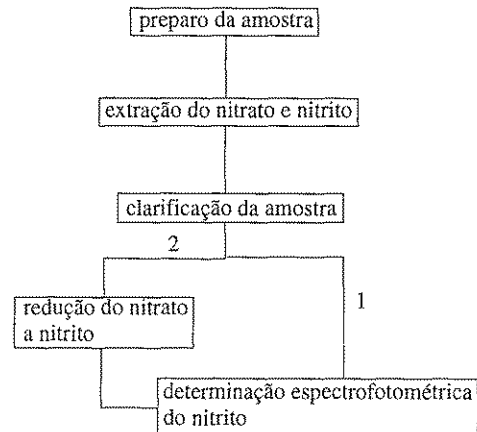 preparo da amostra
extração do nitrato e nitrito
clarificação da amostra
2
1
redução do nitrato
a nitrito
determinação espectrofotométrica
do nitrito